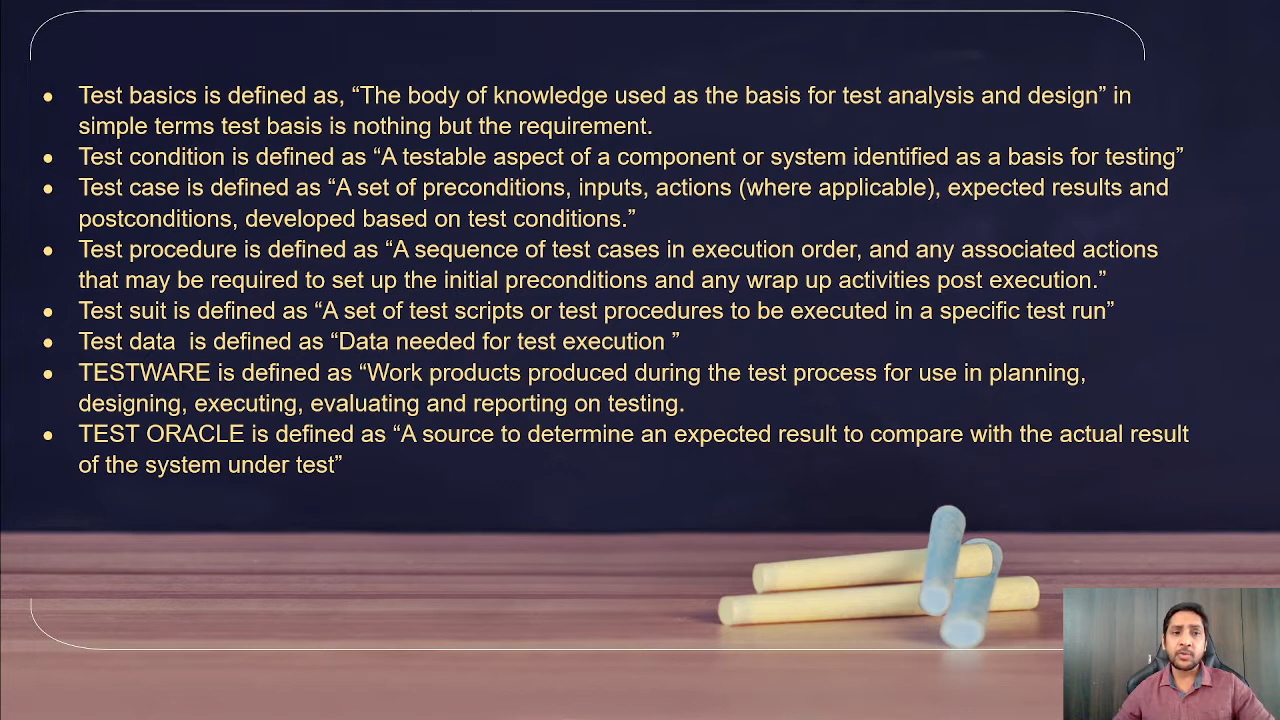 Test basics is defined as, “The body of knowledge used as the basis for test analysis and design” in
simple terms test basis is nothing but the requirement.
Test condition is defined as “A testable aspect of a component or system identified as a basis for testing”
Test case is defined as “A set of preconditions, inputs, actions (where applicable), expected results and
postconditions, developed based on test conditions.”
Test procedure is defined as “A sequence of test cases in execution order, and any associated actions
that may be required to set up the initial preconditions and any wrap up activities post execution.”
Test suit is defined as “A set of test scripts or test procedures to be executed in a specific test run”
Test data  is defined as “Data needed for test execution ”
TESTWARE is defined as “Work products produced during the test process for use in planning,
designing, executing, evaluating and reporting on testing.
TEST ORACLE is defined as “A source to determine an expected result to compare with the actual result
of the system under test”